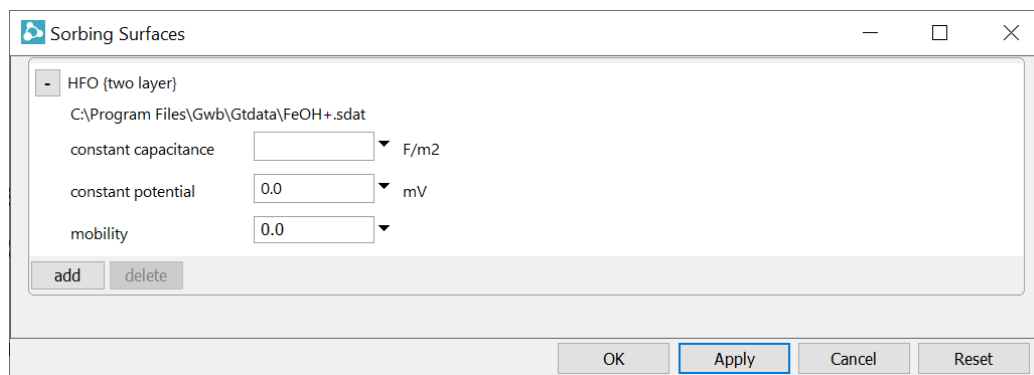 Sorbing Surfaces
- HFO {two layer}
C:\Program Files\Gwb\Gtdata\FeOH+.sdat
constant capacitance F/m2
constant potential 0.0 mV
mobility 0.0
add delete
OK Apply Cancel Reset